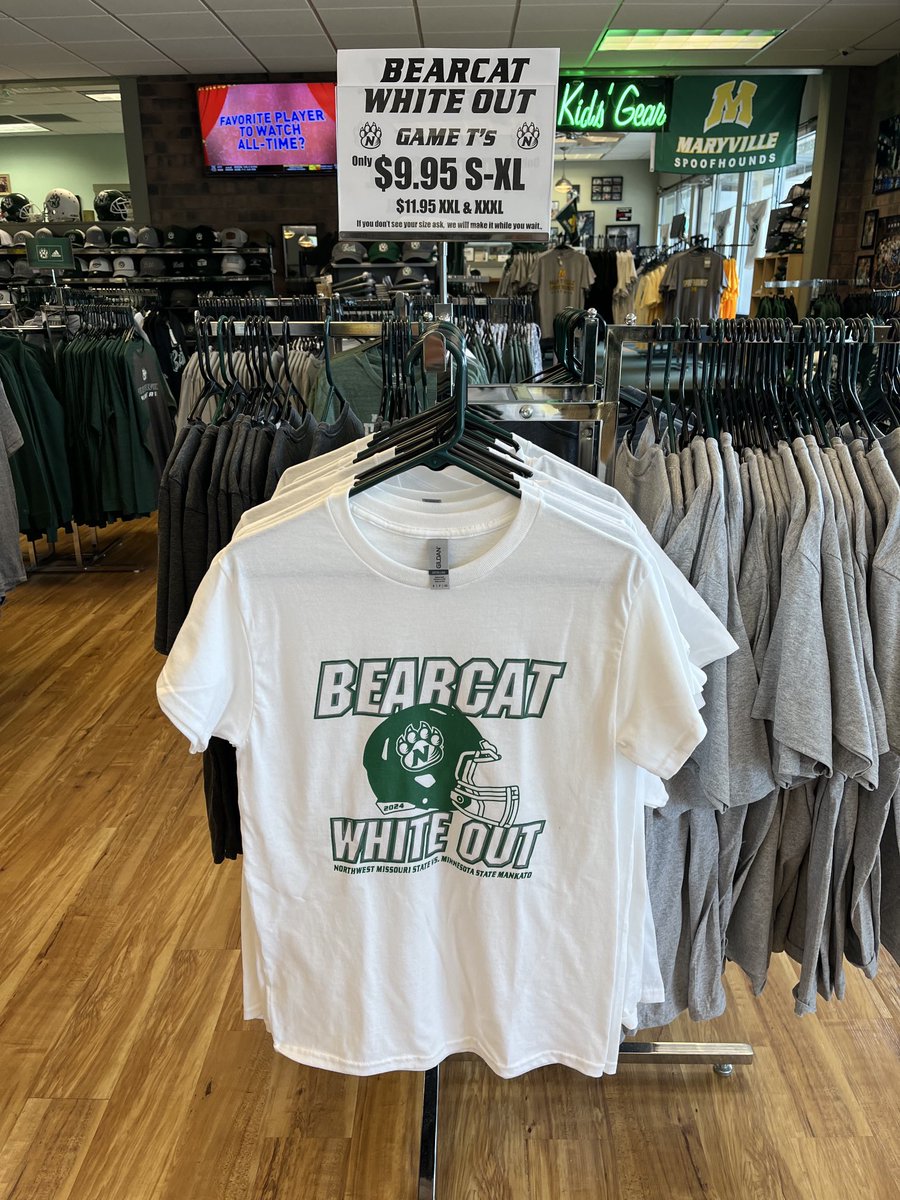 BEARCAT
WHITE OUT
GAME T'S
N N
Only $9.95 S-XL
$11.95 XXL & XXXL
If you don't see your size ask, we will make it while you wait.
FAVORITE PLAYER
TO WATCH
ALL-TIME?
Kids' Gear
M
MARYVILLE
SPOOFHOUNDS
adidas
GILDAN
BEARCAT
N
2024
WHITE OUT
NORTHWEST MISSOURI STATE VS. MINNESOTA STATE MANKATO